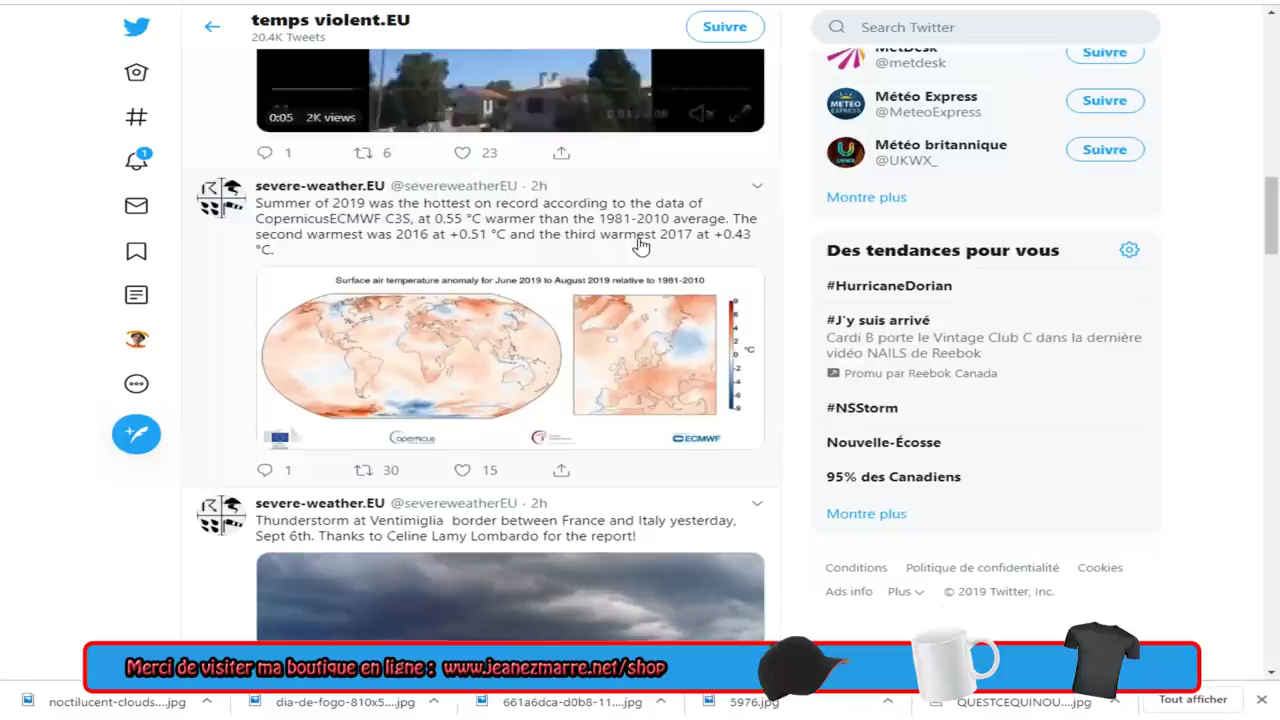 temps violent.EU
20.4K Tweets
Suivre
Search Twitter
MetDesk
@metdesk
Suivre
Météo Express
@MeteoExpress
Suivre
Météo britannique
@UKWX_
Suivre
Montre plus
0:05 2K views
1 6 23
severe-weather.EU @severeweatherEU · 2h
Summer of 2019 was the hottest on record according to the data of
CopernicusECMWF C3S, at 0.55 °C warmer than the 1981-2010 average. The
second warmest was 2016 at +0.51 °C and the third warmest 2017 at +0.43
°C.
Surface air temperature anomaly for June 2019 to August 2019 relative to 1981-2010
°C
Copernicus
ECMWF
1 30 15
severe-weather.EU @severeweatherEU · 2h
Thunderstorm at Ventimiglia border between France and Italy yesterday,
Sept 6th. Thanks to Celine Lamy Lombardo for the report!
Des tendances pour vous
#HurricaneDorian
#J'y suis arrivé
Cardi B porte le Vintage Club C dans la dernière
vidéo NAILS de Reebok
Promu par Reebok Canada
#NSStorm
Nouvelle-Écosse
95% des Canadiens
Montre plus
Conditions Politique de confidentialité Cookies
Ads info Plus © 2019 Twitter, Inc.
Merci de visiter ma boutique en ligne : www.jeanezmarre.net/shop
noctilucent-clouds....jpg
dia-de-fogo-810x5....jpg
661a6dca-d0b8-11....jpg
5976.jpg
QUESTCEQUINOU....jpg
Tout afficher